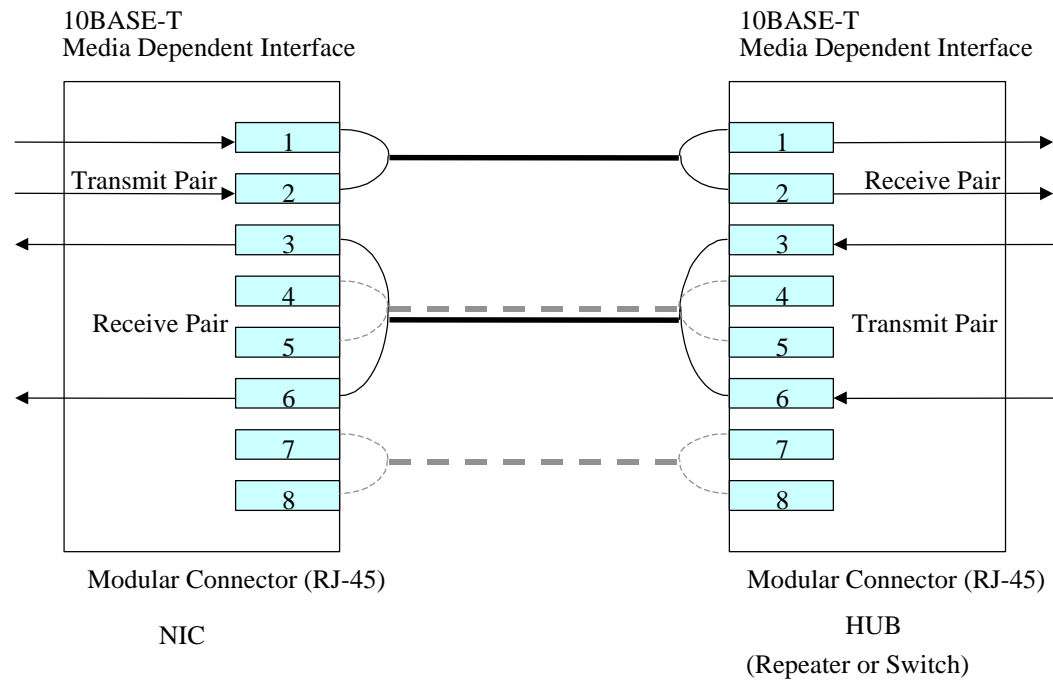 10BASE-T
Media Dependent Interface
10BASE-T
Media Dependent Interface
1
2
3
4
5
6
7
8
Transmit Pair
Receive Pair
1
2
3
4
5
6
7
8
Receive Pair
Transmit Pair
Modular Connector (RJ-45)
Modular Connector (RJ-45)
NIC
HUB
(Repeater or Switch)